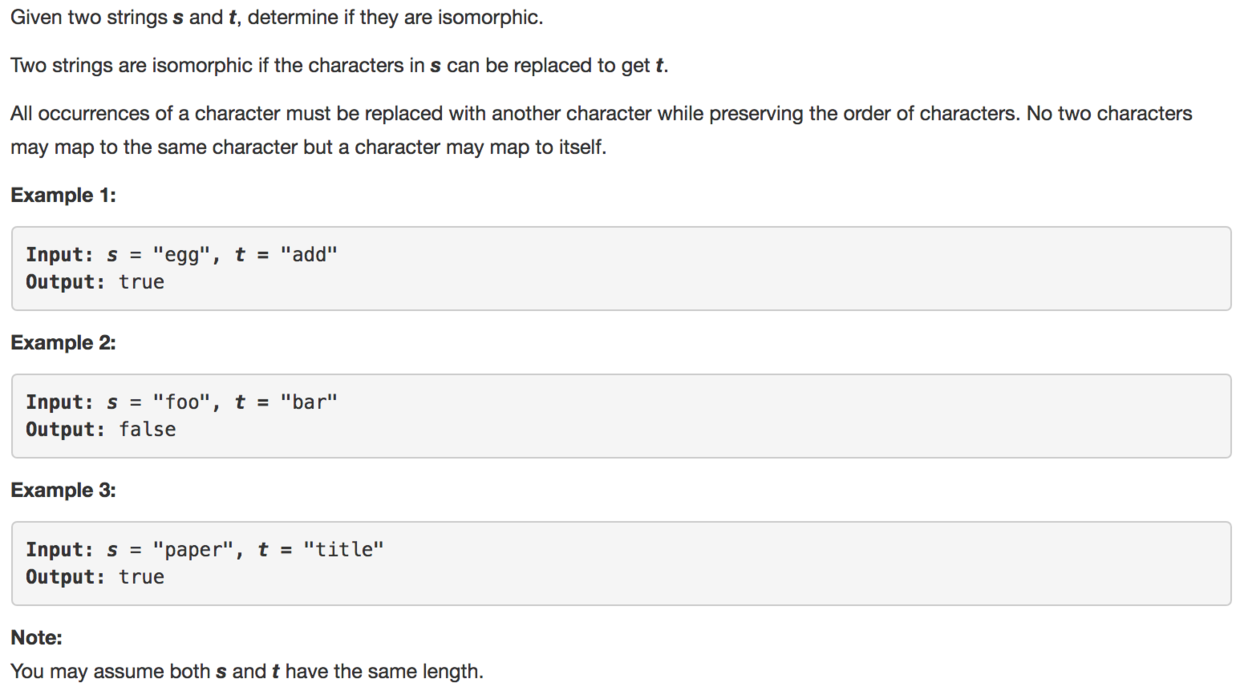 Given two strings s and t, determine if they are isomorphic.
Two strings are isomorphic if the characters in s can be replaced to get t.
All occurrences of a character must be replaced with another character while preserving the order of characters. No two characters
may map to the same character but a character may map to itself.
Example 1:
Input: s = "egg", t = "add"
Output: true
Example 2:
Input: s = "foo", t = "bar"
Output: false
Example 3:
Input: s = "paper", t = "title"
Output: true
Note:
You may assume both s and t have the same length.